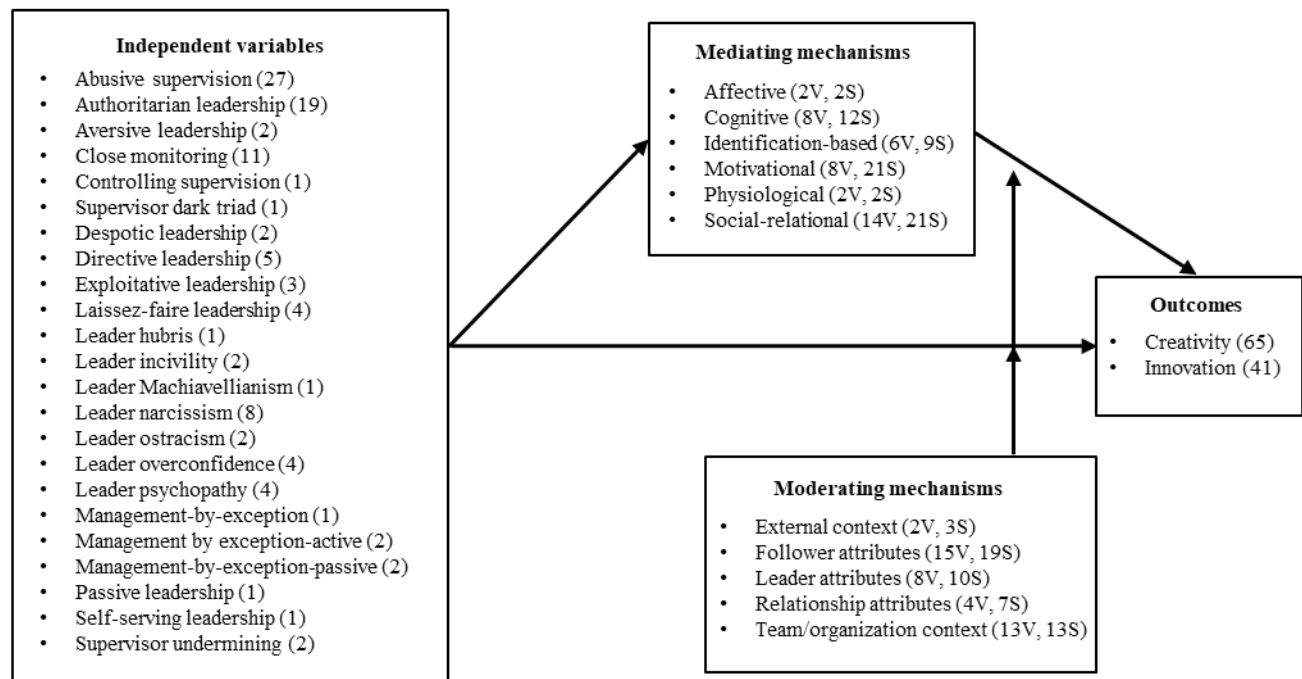 Independent variables
• Abusive supervision (27)
• Authoritarian leadership (19)
• Aversive leadership (2)
• Close monitoring (11)
• Controlling supervision (1)
• Supervisor dark triad (1)
• Despotic leadership (2)
• Directive leadership (5)
• Exploitative leadership (3)
• Laissez-faire leadership (4)
• Leader hubris (1)
• Leader incivility (2)
• Leader Machiavellianism (1)
• Leader narcissism (8)
• Leader ostracism (2)
• Leader overconfidence (4)
• Leader psychopathy (4)
• Management-by-exception (1)
• Management by exception-active (2)
• Management-by-exception-passive (2)
• Passive leadership (1)
• Self-serving leadership (1)
• Supervisor undermining (2)
Mediating mechanisms
• Affective (2V, 2S)
• Cognitive (8V, 12S)
• Identification-based (6V, 9S)
• Motivational (8V, 21S)
• Physiological (2V, 2S)
• Social-relational (14V, 21S)
Outcomes
• Creativity (65)
• Innovation (41)
Moderating mechanisms
• External context (2V, 3S)
• Follower attributes (15V, 19S)
• Leader attributes (8V, 10S)
• Relationship attributes (4V, 7S)
• Team/organization context (13V, 13S)